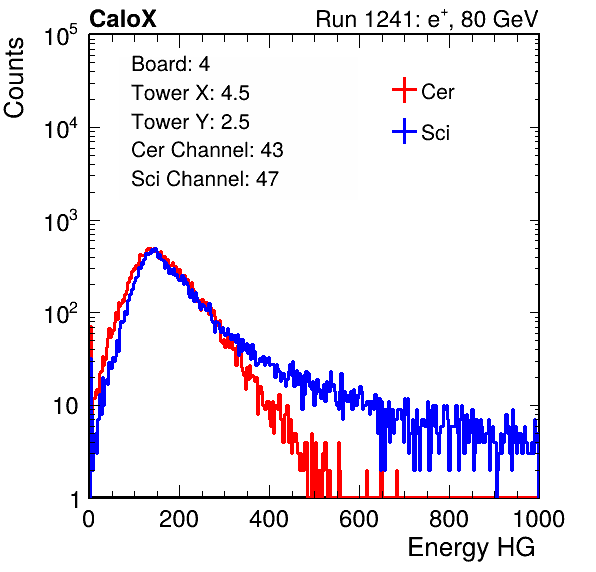 CaloX Run 1241: e⁺, 80 GeV
Board: 4
Tower X: 4.5
Tower Y: 2.5
Cer Channel: 43
Sci Channel: 47
Cer
Sci
Counts
10⁵
10⁴
10³
10²
10
1
0 200 400 600 800 1000
Energy HG